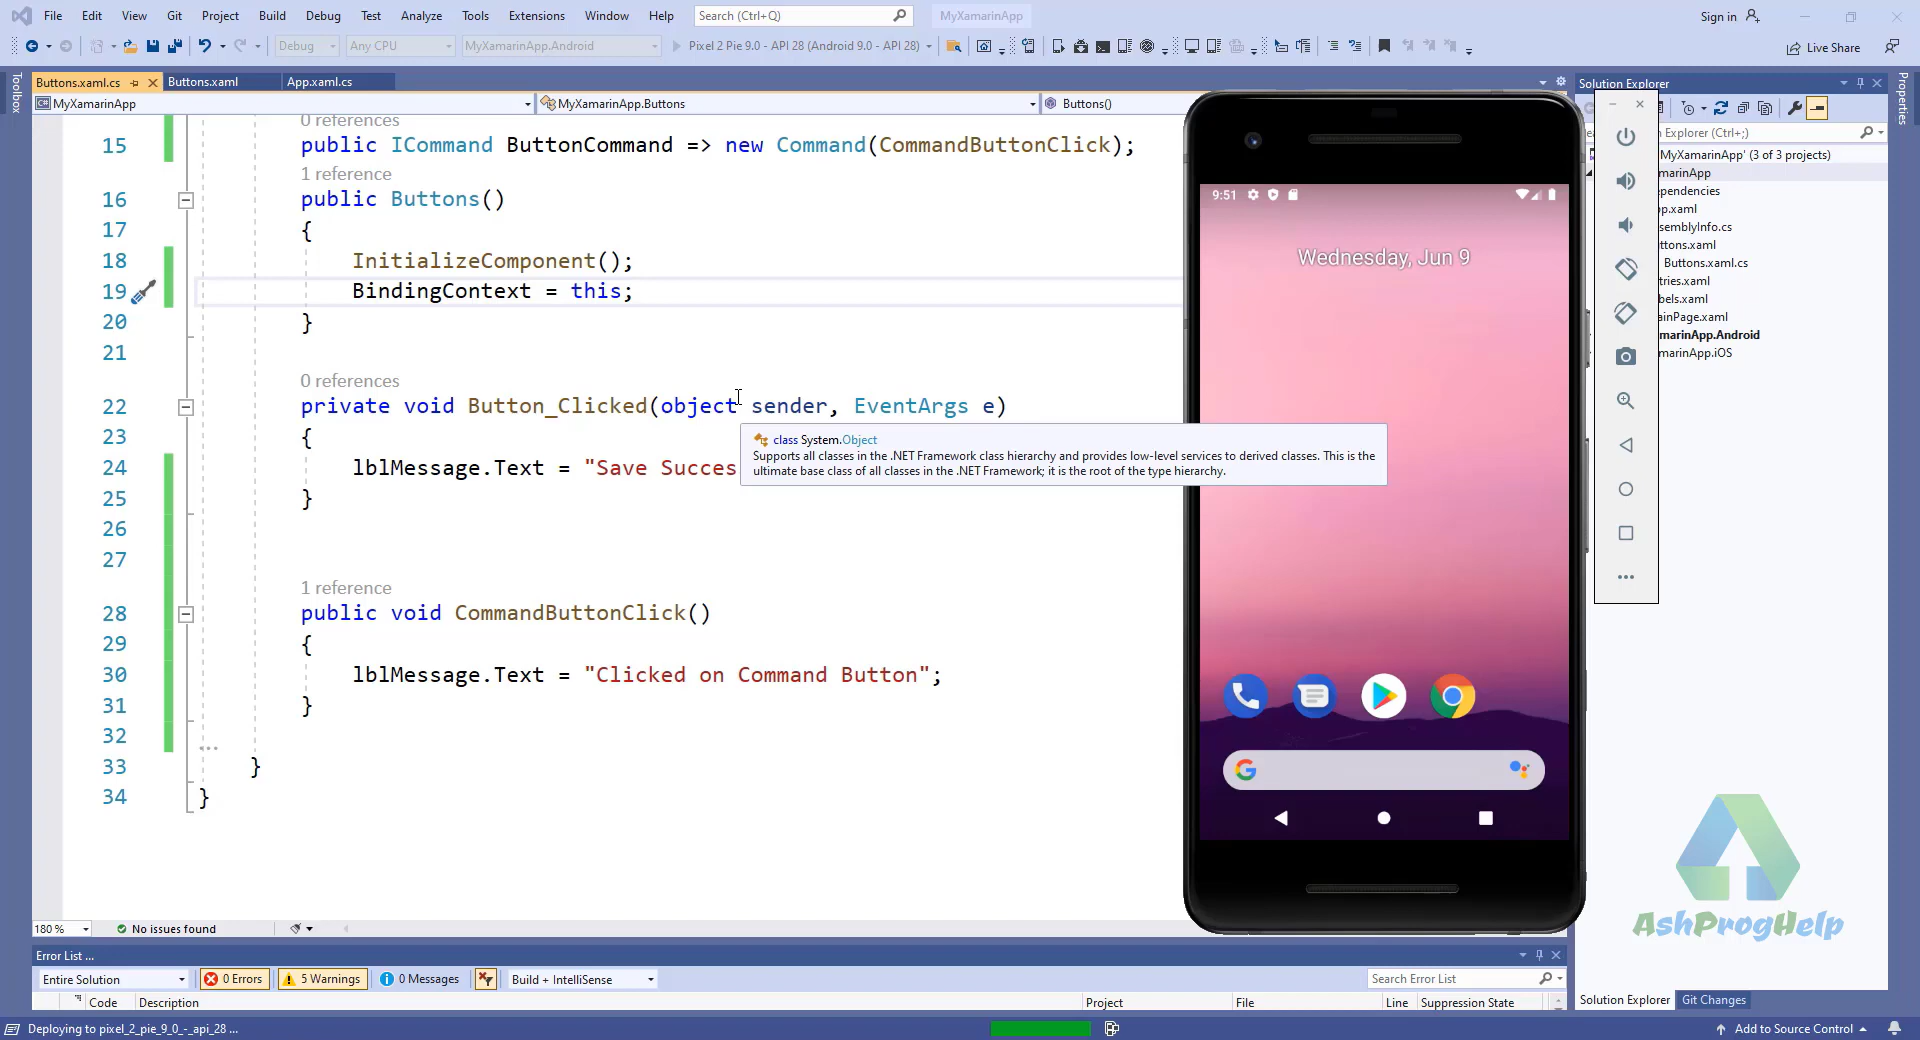 File Edit View Git Project Build Debug Test Analyze Tools Extensions Window Help Search (Ctrl+Q) MyXamarinApp Sign in
Debug Any CPU MyXamarinApp.Android Pixel 2 Pie 9.0 - API 28 (Android 9.0 - API 28) Live Share
Toolbox
Buttons.xaml.cs Buttons.xaml App.xaml.cs
MyXamarinApp MyXamarinApp.Buttons Buttons()
0 references
15 public ICommand ButtonCommand => new Command(CommandButtonClick);
1 reference
16 public Buttons()
17 {
18 InitializeComponent();
19 BindingContext = this;
20 }
21
0 references
22 private void Button_Clicked(object sender, EventArgs e)
23 {
24 lblMessage.Text = "Save Succes
25 }
26
27
1 reference
28 public void CommandButtonClick()
29 {
30 lblMessage.Text = "Clicked on Command Button";
31 }
32
33 }
34 }
class System.Object
Supports all classes in the .NET Framework class hierarchy and provides low-level services to derived classes. This is the
ultimate base class of all classes in the .NET Framework; it is the root of the type hierarchy.
9:51
Wednesday, Jun 9
Solution Explorer
Explorer (Ctrl+;)
MyXamarinApp' (3 of 3 projects)
marinApp
pendencies
pp.xaml
ssemblyInfo.cs
ttons.xaml
Buttons.xaml.cs
tries.xaml
bels.xaml
ainPage.xaml
marinApp.Android
marinApp.iOS
Properties
AshProgHelp
180 % No issues found
Error List ...
Entire Solution 0 Errors 5 Warnings 0 Messages Build + IntelliSense Search Error List
Code Description Project File Line Suppression State
Solution Explorer Git Changes
Deploying to pixel_2_pie_9_0_-_api_28 ... Add to Source Control